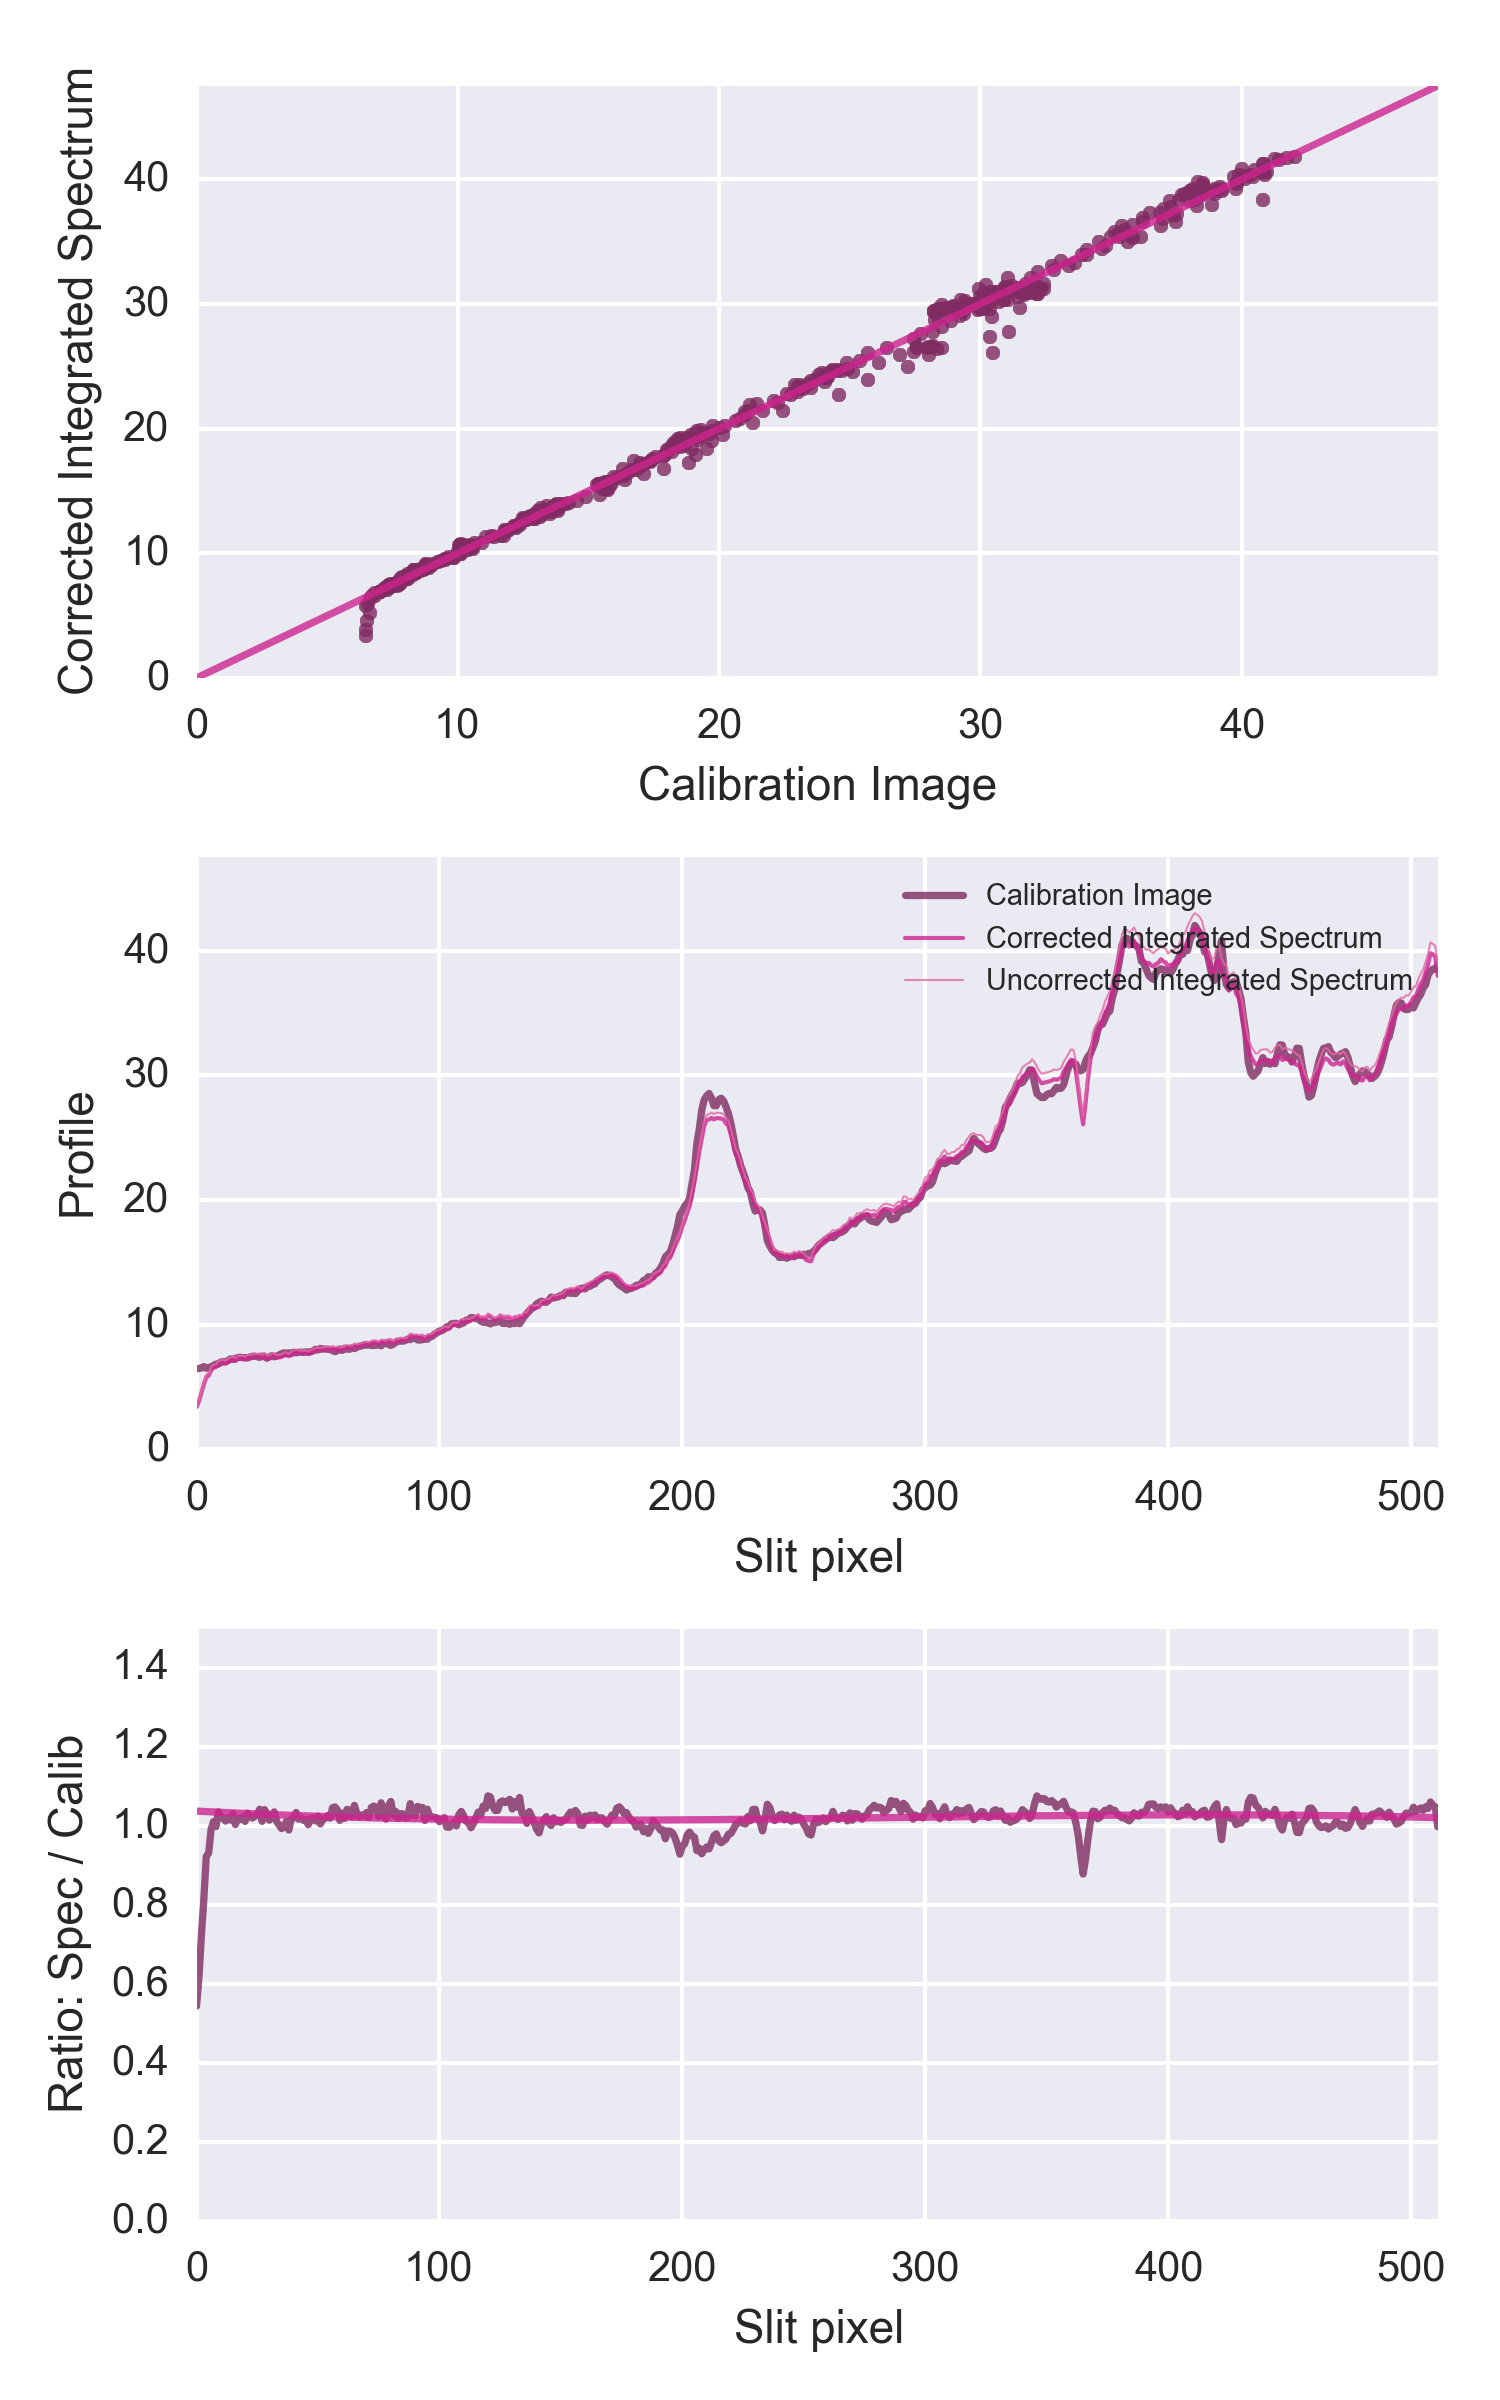 Corrected Integrated Spectrum
40
30
20
10
0
0 10 20 30 40
Calibration Image
Calibration Image
Corrected Integrated Spectrum
Uncorrected Integrated Spectrum
Profile
40
30
20
10
0
0 100 200 300 400 500
Slit pixel
Ratio: Spec / Calib
1.4
1.2
1.0
0.8
0.6
0.4
0.2
0.0
0 100 200 300 400 500
Slit pixel